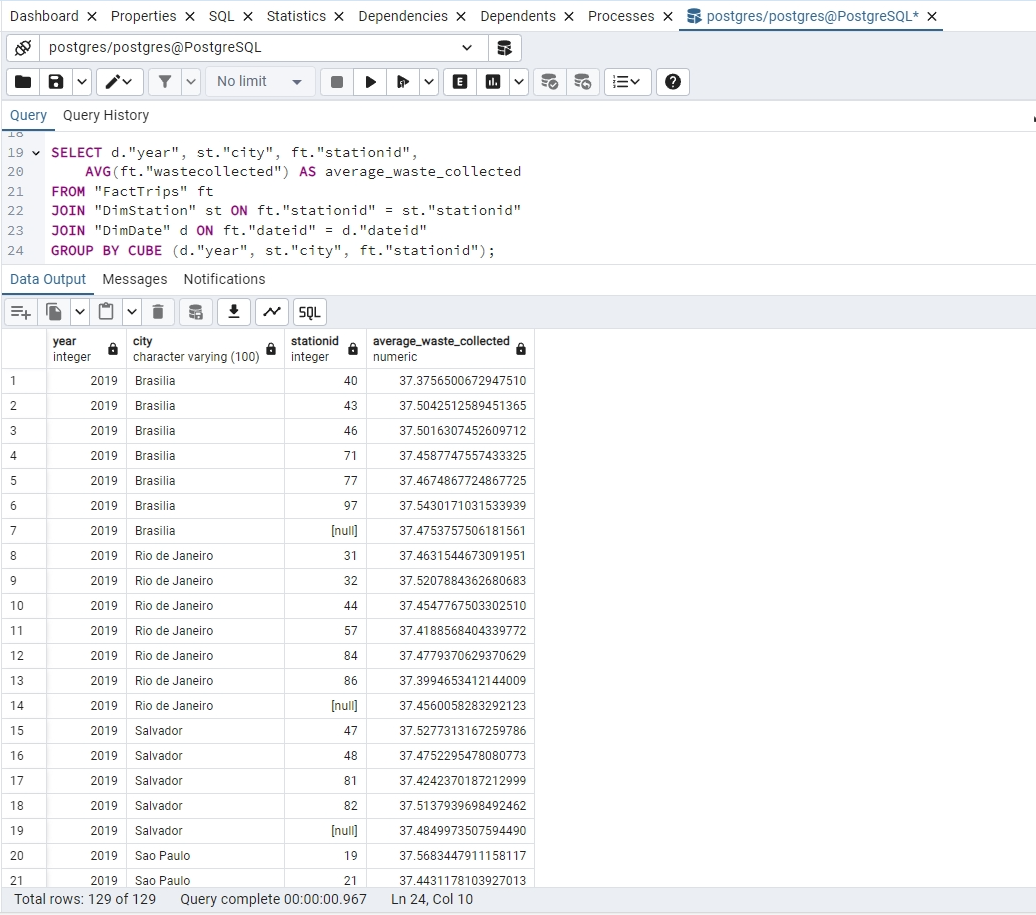 Dashboard Properties SQL Statistics Dependencies Dependents Processes postgres/postgres@PostgreSQL*
postgres/postgres@PostgreSQL
No limit E
Query Query History
18
19 SELECT d."year", st."city", ft."stationid",
20 AVG(ft."wastecollected") AS average_waste_collected
21 FROM "FactTrips" ft
22 JOIN "DimStation" st ON ft."stationid" = st."stationid"
23 JOIN "DimDate" d ON ft."dateid" = d."dateid"
24 GROUP BY CUBE (d."year", st."city", ft."stationid");
Data Output Messages Notifications
SQL
year city stationid average_waste_collected
integer character varying (100) integer numeric
1 2019 Brasilia 40 37.3756500672947510
2 2019 Brasilia 43 37.5042512589451365
3 2019 Brasilia 46 37.5016307452609712
4 2019 Brasilia 71 37.4587747557433325
5 2019 Brasilia 77 37.4674867724867725
6 2019 Brasilia 97 37.5430171031533939
7 2019 Brasilia [null] 37.4753757506181561
8 2019 Rio de Janeiro 31 37.4631544673091951
9 2019 Rio de Janeiro 32 37.5207884362680683
10 2019 Rio de Janeiro 44 37.4547767503302510
11 2019 Rio de Janeiro 57 37.4188568404339772
12 2019 Rio de Janeiro 84 37.4779370629370629
13 2019 Rio de Janeiro 86 37.3994653412144009
14 2019 Rio de Janeiro [null] 37.4560058283292123
15 2019 Salvador 47 37.5277313167259786
16 2019 Salvador 48 37.4752295478080773
17 2019 Salvador 81 37.4242370187212999
18 2019 Salvador 82 37.5137939698492462
19 2019 Salvador [null] 37.4849973507594490
20 2019 Sao Paulo 19 37.5683447911158117
21 2019 Sao Paulo 21 37.4431178103927013
Total rows: 129 of 129 Query complete 00:00:00.967 Ln 24, Col 10